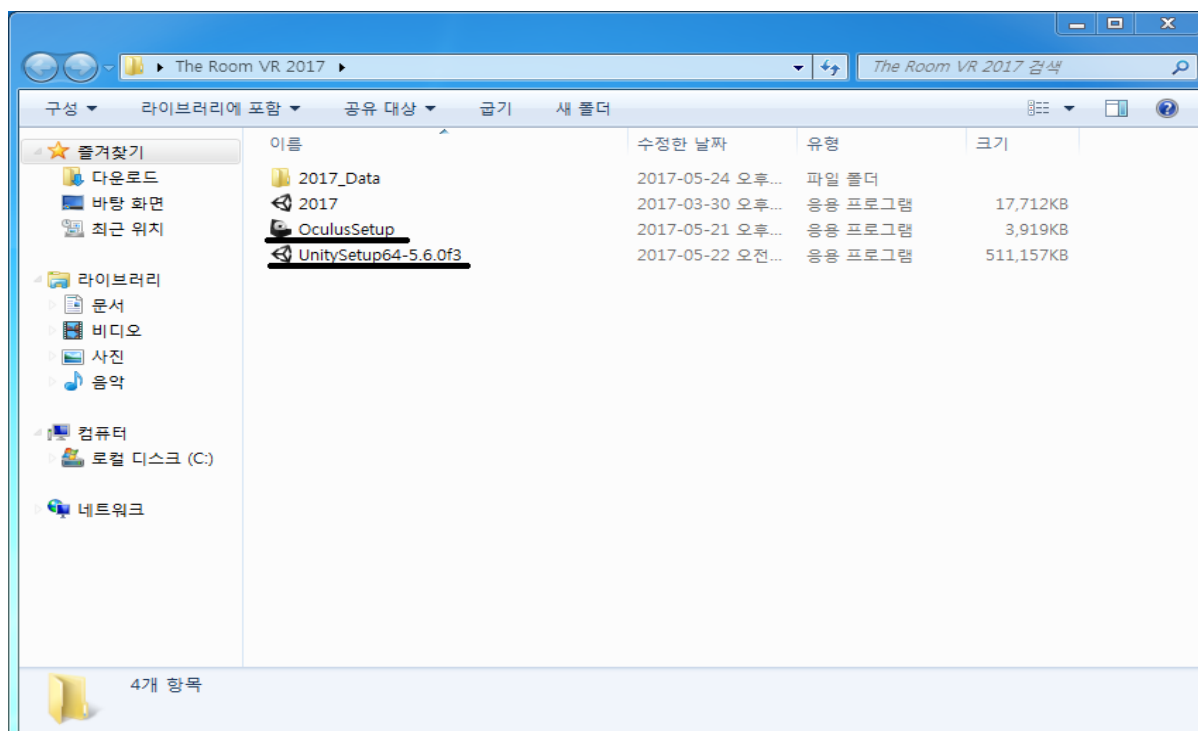 The Room VR 2017
The Room VR 2017 검색
구성 라이브러리에 포함 공유 대상 굽기 새 폴더
즐겨찾기
다운로드
바탕 화면
최근 위치
라이브러리
문서
비디오
사진
음악
컴퓨터
로컬 디스크 (C:)
네트워크
이름 수정한 날짜 유형 크기
2017_Data 2017-05-24 오후... 파일 폴더
2017 2017-03-30 오후... 응용 프로그램 17,712KB
OculusSetup 2017-05-21 오후... 응용 프로그램 3,919KB
UnitySetup64-5.6.0f3 2017-05-22 오전... 응용 프로그램 511,157KB
4개 항목